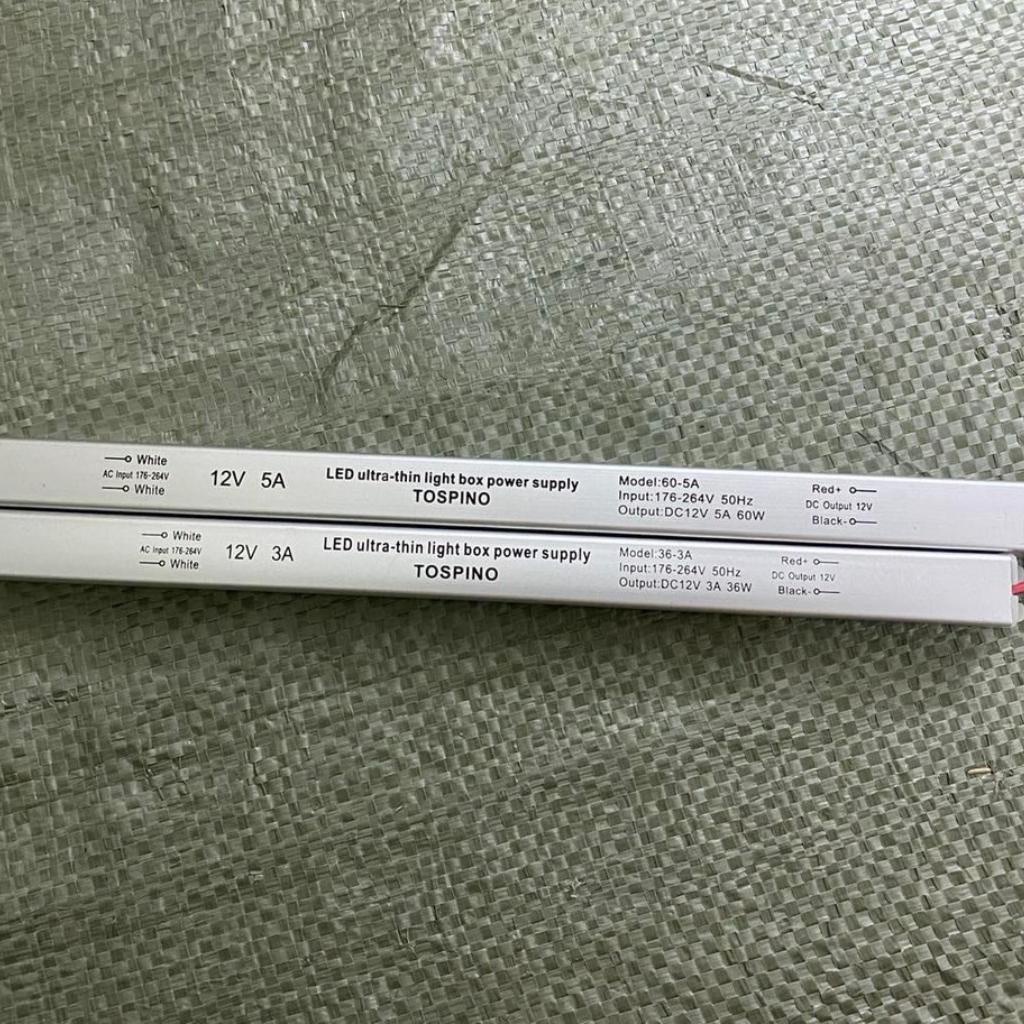 White
AC Input 176-264V
White
12V 5A
LED ultra-thin light box power supply
TOSPINO
Model:60-5A
Input:176-264V 50Hz
Output:DC12V 5A 60W
Red+
DC Output 12V
Black-
White
AC Input 176-264V
White
12V 3A
LED ultra-thin light box power supply
TOSPINO
Model:36-3A
Input:176-264V 50Hz
Output:DC12V 3A 36W
Red+
DC Output 12V
Black-